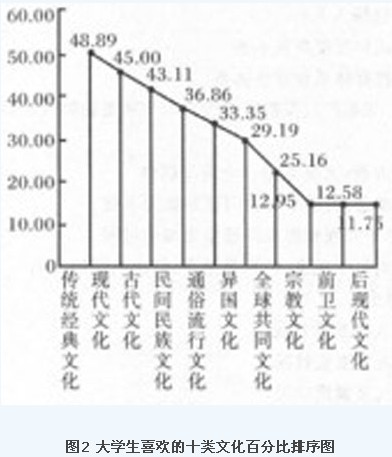 60.00
50.00
40.00
30.00
20.00
10.00
0
48.89
45.00
43.11
36.86
33.35
29.19
25.16
12.95
12.58
11.75
传统经典文化
现代文化
古代文化
民间民族文化
通俗流行文化
异国文化
全球共同文化
宗教文化
前卫文化
后现代文化
图2 大学生喜欢的十类文化百分比排序图